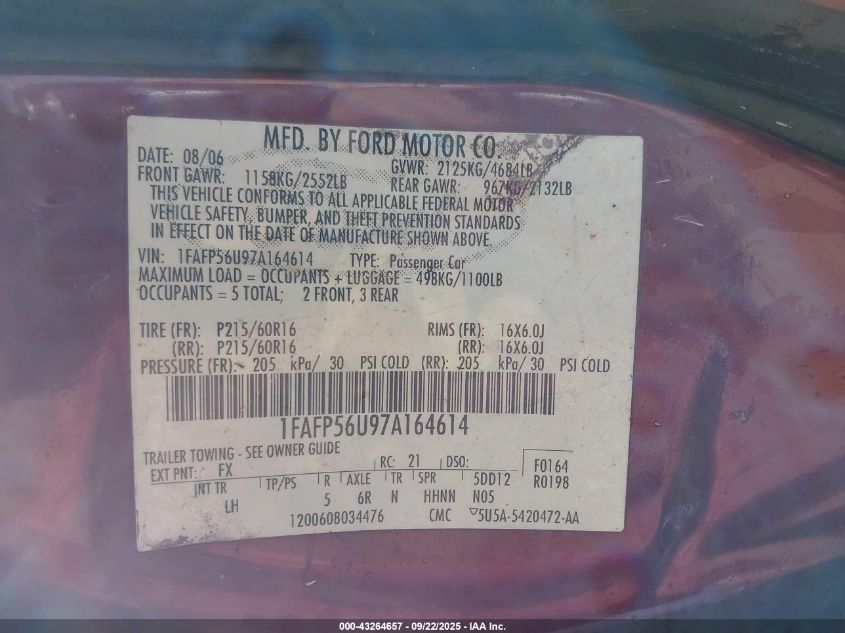 MFD. BY FORD MOTOR CO.
DATE: 08/06 GVWR: 2125KG/4684LB
FRONT GAWR: 1158KG/2552LB REAR GAWR: 967KG/2132LB
THIS VEHICLE CONFORMS TO ALL APPLICABLE FEDERAL MOTOR
VEHICLE SAFETY, BUMPER, AND THEFT PREVENTION STANDARDS
IN EFFECT ON THE DATE OF MANUFACTURE SHOWN ABOVE.
VIN: 1FAFP56U97A164614 TYPE: Passenger Car
MAXIMUM LOAD = OCCUPANTS + LUGGAGE = 498KG/1100LB
OCCUPANTS = 5 TOTAL; 2 FRONT, 3 REAR
TIRE (FR): P215/60R16 RIMS (FR): 16X6.0J
(RR): P215/60R16 (RR): 16X6.0J
PRESSURE (FR): 205 kPa/ 30 PSI COLD (RR): 205 kPa/ 30 PSI COLD
1FAFP56U97A164614
TRAILER TOWING - SEE OWNER GUIDE
EXT PNT: FX RC: 21 DSO: F0164
INT TR TP/PS R AXLE TR SPR 5DD12 R0198
LH 5 6R N HHNN N05
1200608034476 CMC ▽5U5A-5420472-AA
000-43264657 - 09/22/2025 - IAA Inc.